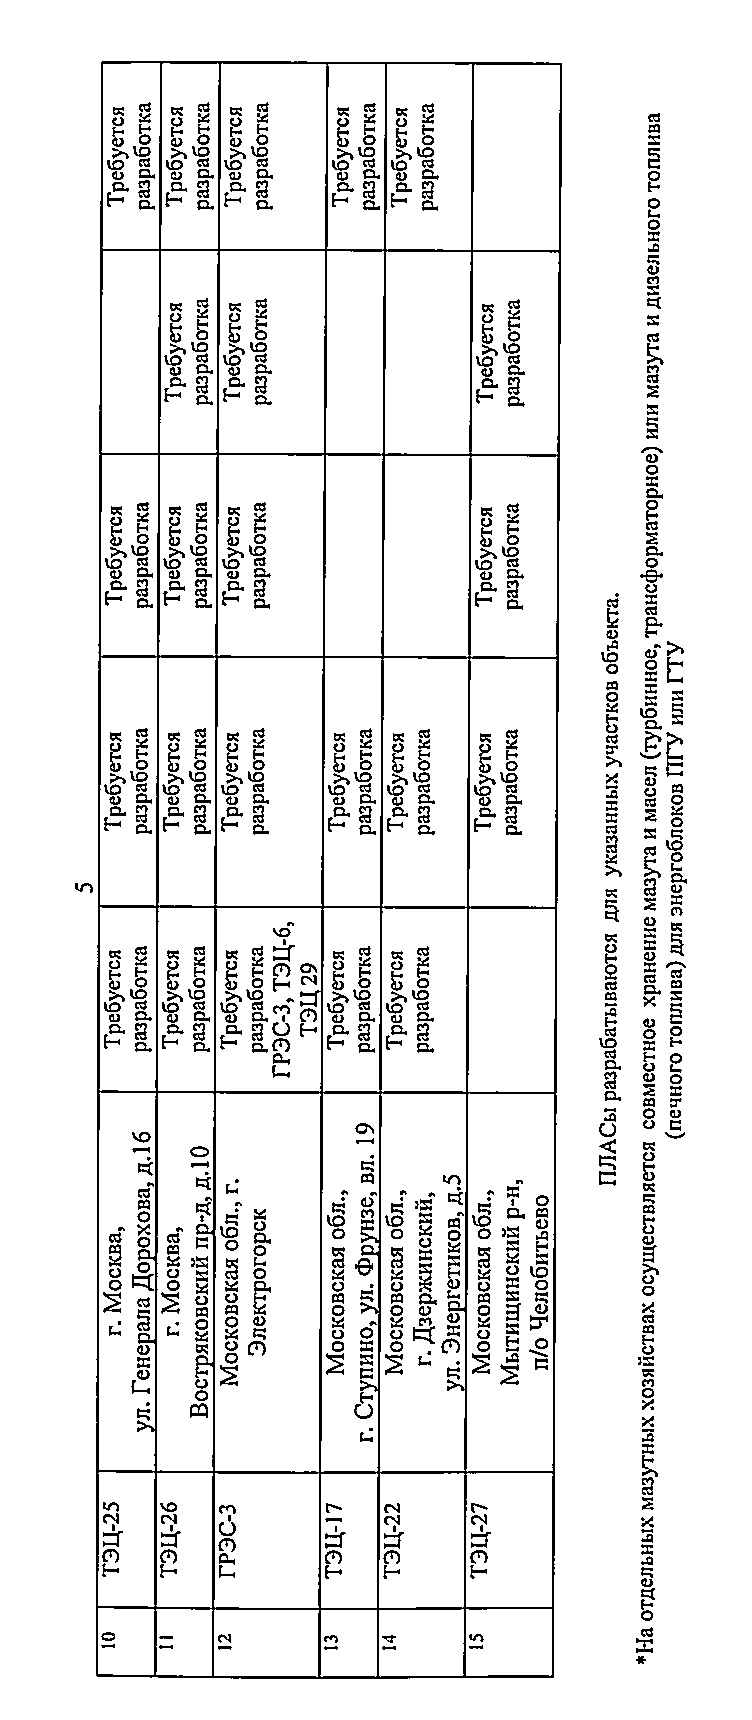 5
10
ТЭЦ-25
г. Москва,
ул. Генерала Дорохова, д.16
Требуется
разработка
Требуется
разработка
Требуется
разработка
Требуется
разработка
11
ТЭЦ-26
г. Москва,
Востряковский пр-д, д.10
Требуется
разработка
Требуется
разработка
Требуется
разработка
Требуется
разработка
Требуется
разработка
12
ГРЭС-3
Московская обл., г.
Электрогорск
Требуется
разработка
ГРЭС-3, ТЭЦ-6,
ТЭЦ 29
Требуется
разработка
Требуется
разработка
Требуется
разработка
Требуется
разработка
13
ТЭЦ-17
Московская обл.,
г. Ступино, ул. Фрунзе, вл. 19
Требуется
разработка
Требуется
разработка
Требуется
разработка
14
ТЭЦ-22
Московская обл.,
г. Дзержинский,
ул. Энергетиков, д.5
Требуется
разработка
Требуется
разработка
Требуется
разработка
15
ТЭЦ-27
Московская обл.,
Мытищинский р-н,
п/о Челобитьево
Требуется
разработка
Требуется
разработка
Требуется
разработка
ПЛАСы разрабатываются для указанных участков объекта.
*На отдельных мазутных хозяйствах осуществляется совместное хранение мазута и масел (турбинное, трансформаторное) или мазута и дизельного топлива
(печного топлива) для энергоблоков ПГУ или ГТУ